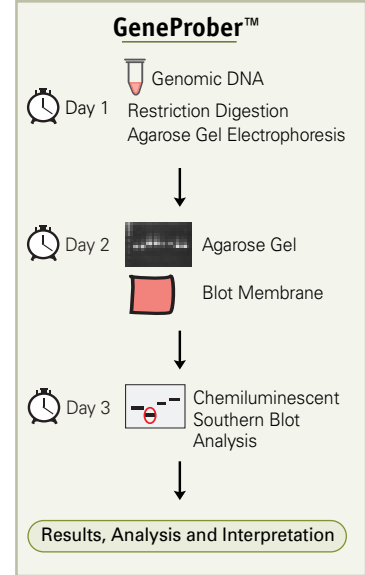 GeneProber™
Genomic DNA
Day 1
Restriction Digestion
Agarose Gel Electrophoresis
Day 2
Agarose Gel
Blot Membrane
Day 3
Chemiluminescent
Southern Blot
Analysis
Results, Analysis and Interpretation